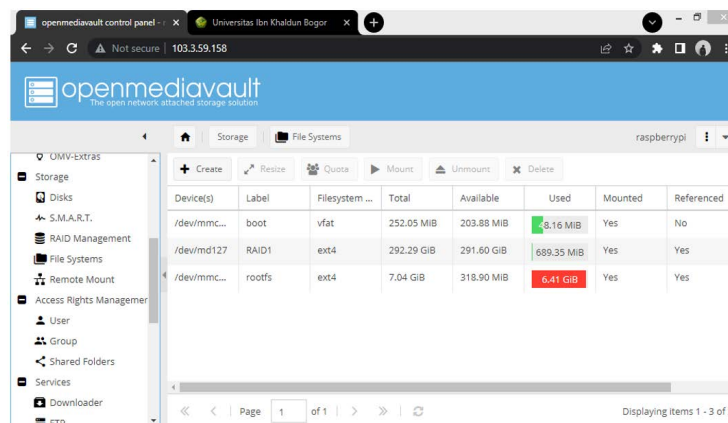 openmediavault control panel - r
Universitas Ibn Khaldun Bogor
Not secure 103.3.59.158
openmediavault
The open network attached storage solution
Storage File Systems raspberrypi
OMV-Extras
Storage
Disks
S.M.A.R.T.
RAID Management
File Systems
Remote Mount
Access Rights Managemer
User
Group
Shared Folders
Services
Downloader
FTP
Create Resize Quota Mount Unmount Delete
Device(s) Label Filesystem ... Total Available Used Mounted Referenced
/dev/mmc... boot vfat 252.05 MiB 203.88 MiB 48.16 MiB Yes No
/dev/md127 RAID1 ext4 292.29 GiB 291.60 GiB 689.35 MiB Yes Yes
/dev/mmc... rootfs ext4 7.04 GiB 318.90 MiB 6.41 GiB Yes Yes
Page 1 of 1 Displaying items 1 - 3 of